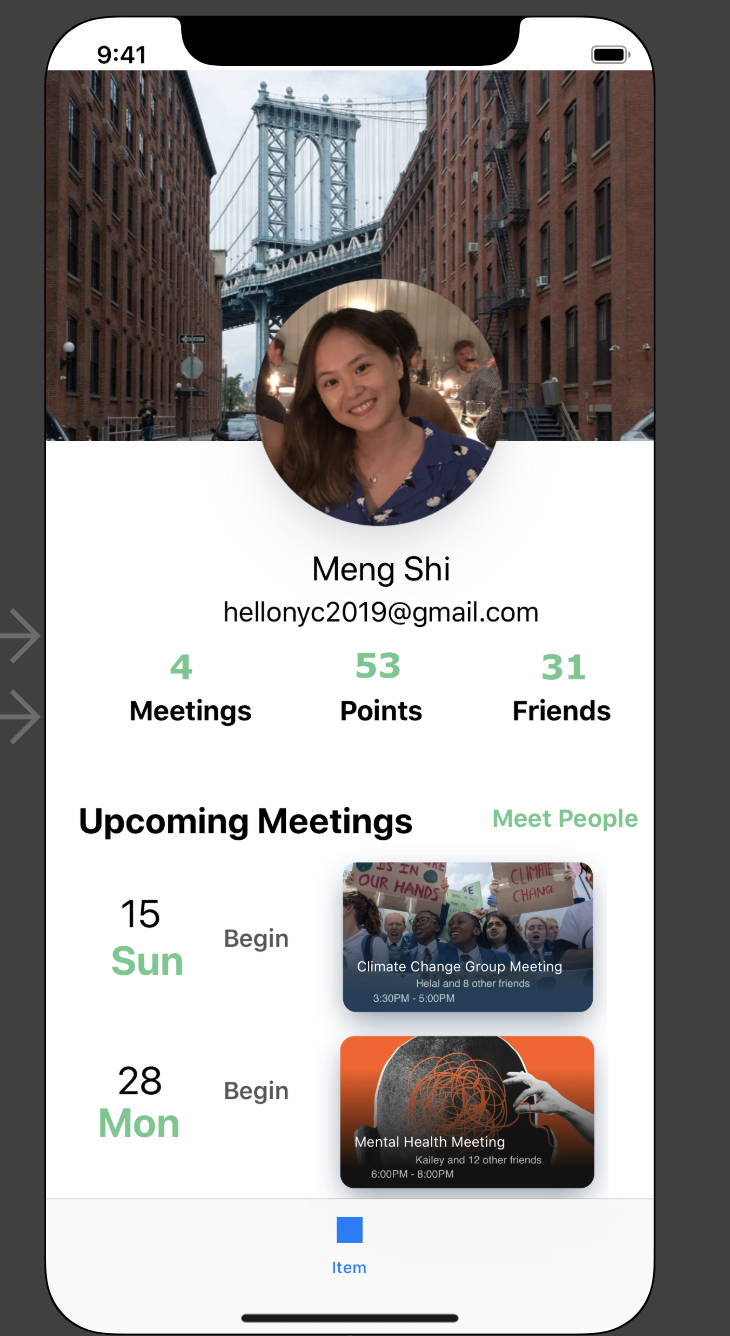 9:41
Meng Shi
hellonyc2019@gmail.com
4 53 31
Meetings Points Friends
Upcoming Meetings Meet People
15
Sun
Begin
IS IN
OUR HANDS
CLIMATE
CHANGE
Climate Change Group Meeting
Helal and 8 other friends
3:30PM - 5:00PM
28
Mon
Begin
Mental Health Meeting
Kailey and 12 other friends
6:00PM - 8:00PM
Item